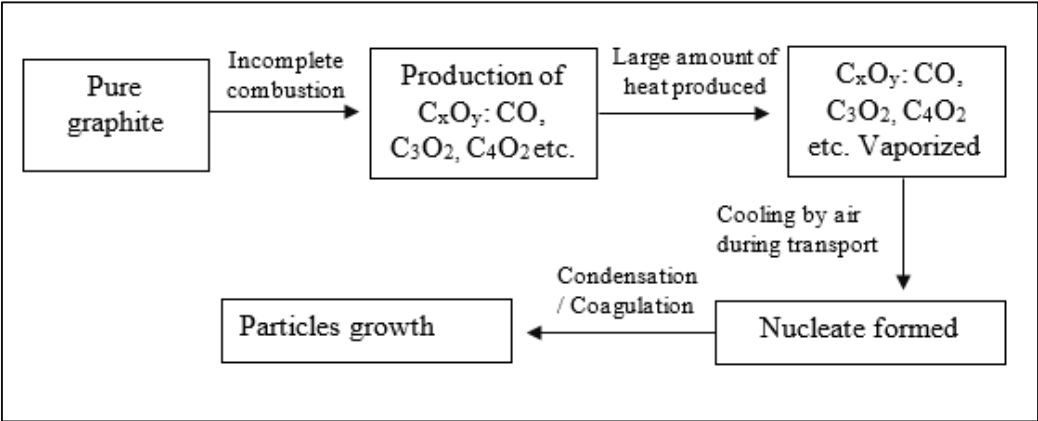 Pure
graphite
Incomplete
combustion
Production of
CxOy: CO,
C3O2, C4O2 etc.
Large amount of
heat produced
CxOy: CO,
C3O2, C4O2
etc. Vaporized
Cooling by air
during transport
Nucleate formed
Condensation
/ Coagulation
Particles growth